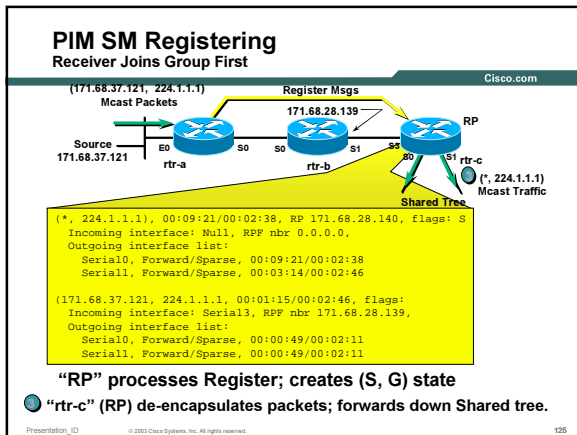 PIM SM Registering
Receiver Joins Group First
Cisco.com
(171.68.37.121, 224.1.1.1)
Mcast Packets
Register Msgs
171.68.28.139
RP
Source
171.68.37.121
E0
S0
S0
S1
S3
S0
S1
rtr-a
rtr-b
rtr-c
3 (*, 224.1.1.1)
Mcast Traffic
Shared Tree
(*, 224.1.1.1), 00:09:21/00:02:38, RP 171.68.28.140, flags: S
Incoming interface: Null, RPF nbr 0.0.0.0,
Outgoing interface list:
Serial0, Forward/Sparse, 00:09:21/00:02:38
Serial1, Forward/Sparse, 00:03:14/00:02:46
(171.68.37.121, 224.1.1.1, 00:01:15/00:02:46, flags:
Incoming interface: Serial3, RPF nbr 171.68.28.139,
Outgoing interface list:
Serial0, Forward/Sparse, 00:00:49/00:02:11
Serial1, Forward/Sparse, 00:00:49/00:02:11
“RP” processes Register; creates (S, G) state
3 “rtr-c” (RP) de-encapsulates packets; forwards down Shared tree.
Presentation_ID
© 2003 Cisco Systems, Inc. All rights reserved.
125